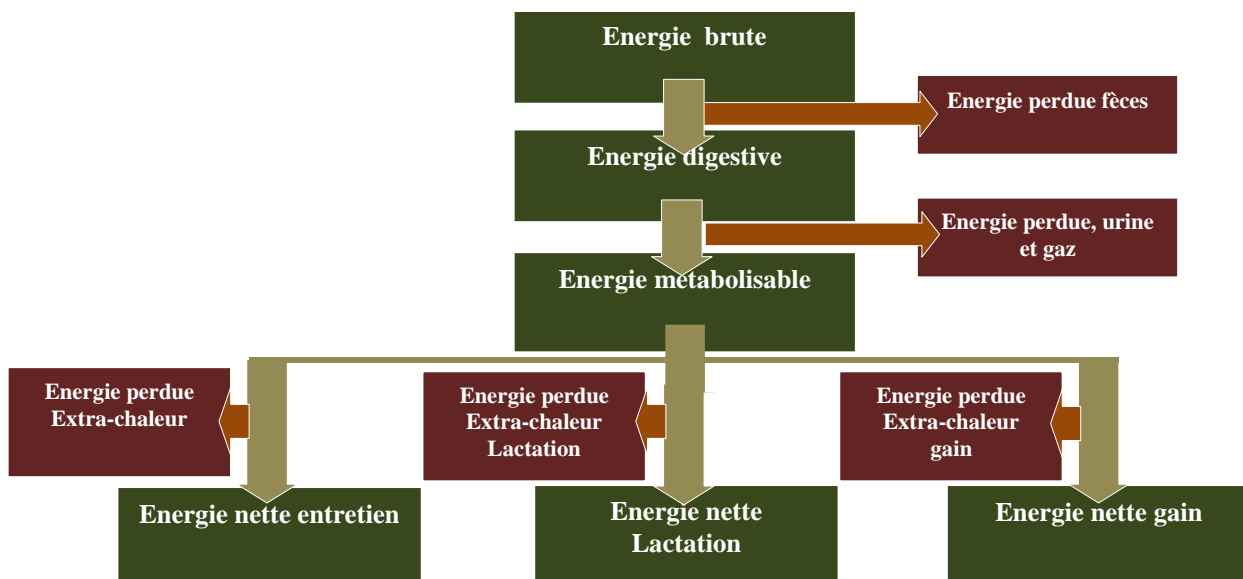 Energie brute
Energie perdue fèces
Energie digestive
Energie perdue, urine
et gaz
Energie métabolisable
Energie perdue
Extra-chaleur
Energie perdue
Extra-chaleur
Lactation
Energie perdue
Extra-chaleur
gain
Energie nette entretien
Energie nette
Lactation
Energie nette gain